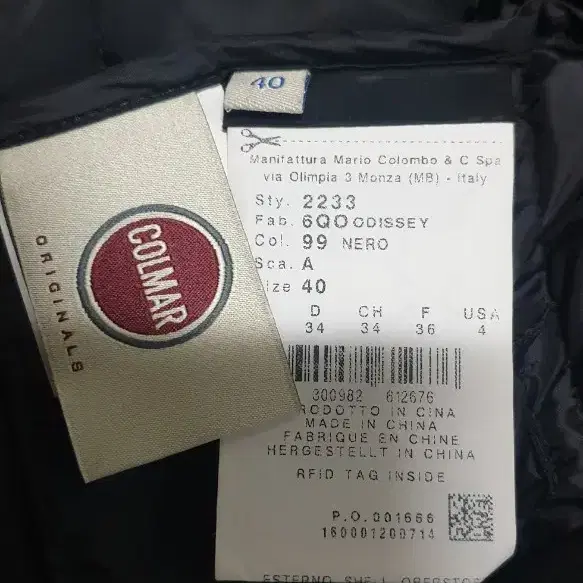 40
COLMAR
ORIGINALS
Manifattura Mario Colombo & C Spa
via Olimpia 3 Monza (MB) - Italy
Sty. 2233
Fab. 6QO ODISSEY
Col. 99 NERO
Sca. A
ize 40
D CH F USA
34 34 36 4
300982 612676
RODOTTO IN CINA
MADE IN CHINA
FABRIQUE EN CHINE
HERGESTELLT IN CHINA
RFID TAG INSIDE
P.O.001666
160001200714
ESTERNO SHELL